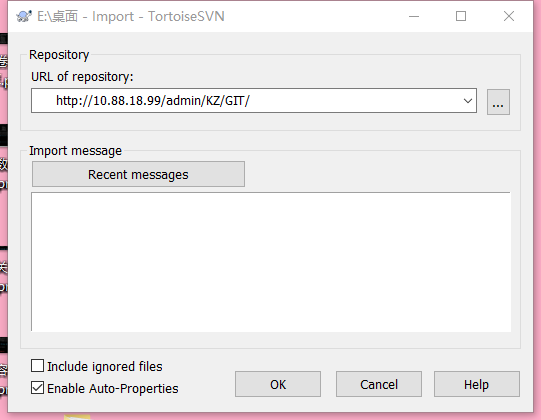 E:\桌面 - Import - TortoiseSVN
Repository
URL of repository:
http://10.88.18.99/admin/KZ/GIT/
...
Import message
Recent messages
Include ignored files
Enable Auto-Properties
OK
Cancel
Help